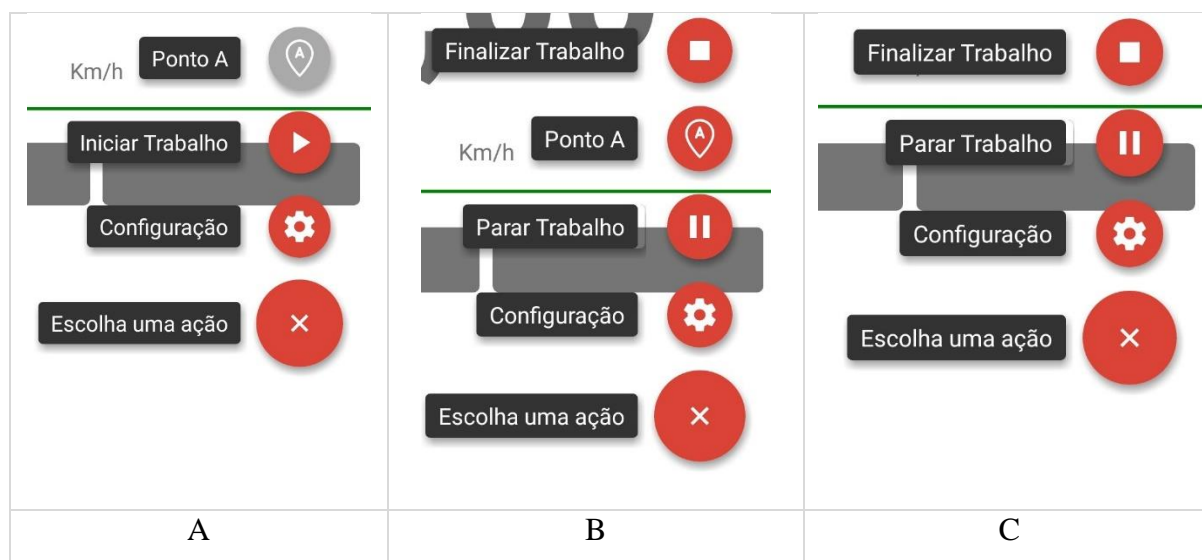 Km/h
Ponto A
A
Iniciar Trabalho
Configuração
Escolha uma ação
A
Finalizar Trabalho
Km/h
Ponto A
A
Parar Trabalho
Configuração
Escolha uma ação
B
Finalizar Trabalho
Parar Trabalho
Configuração
Escolha uma ação
C